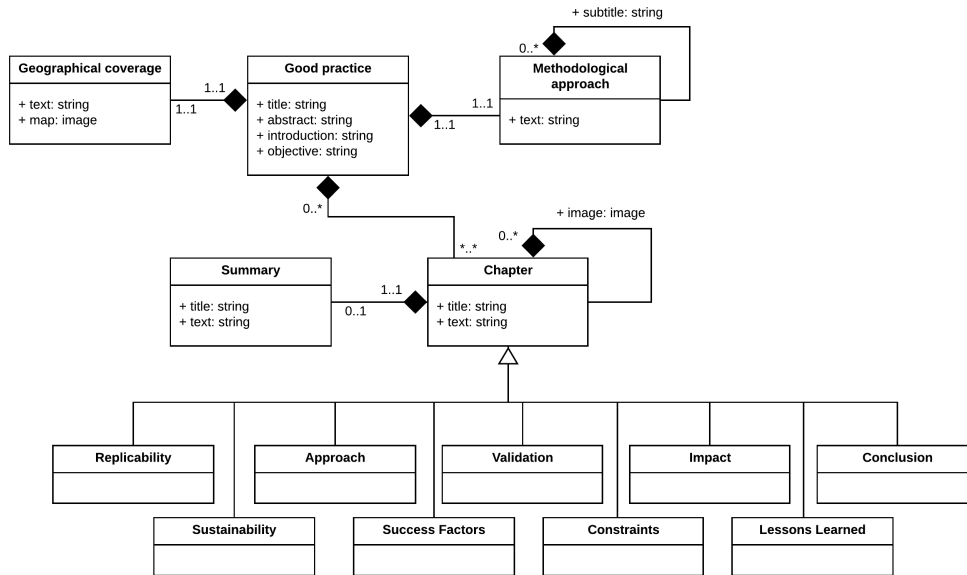 + subtitle: string
0..*
Geographical coverage
+ text: string
+ map: image
1..1
1..1
Good practice
+ title: string
+ abstract: string
+ introduction: string
+ objective: string
1..1
1..1
Methodological
approach
+ text: string
0..*
*..*
+ image: image
0..*
Summary
+ title: string
+ text: string
1..1
0..1
Chapter
+ title: string
+ text: string
Replicability
Approach
Validation
Impact
Conclusion
Sustainability
Success Factors
Constraints
Lessons Learned